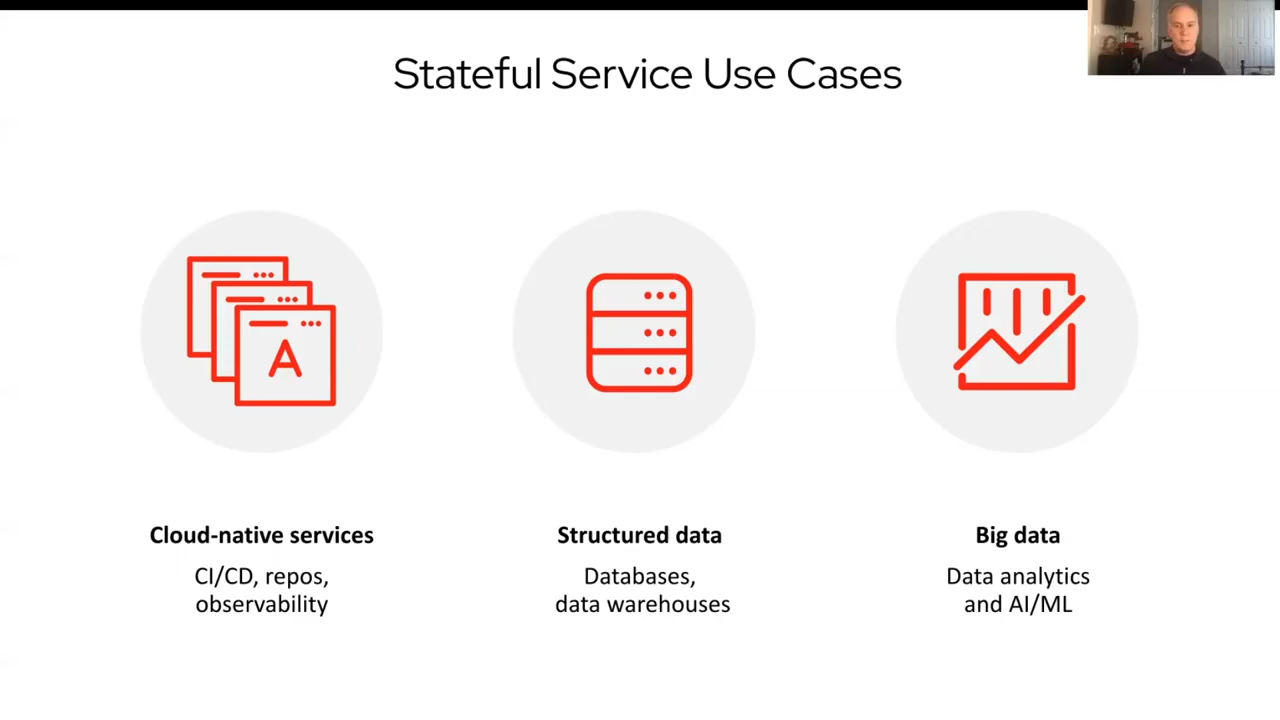 Stateful Service Use Cases
A
Cloud-native services
CI/CD, repos,
observability
Structured data
Databases,
data warehouses
Big data
Data analytics
and AI/ML